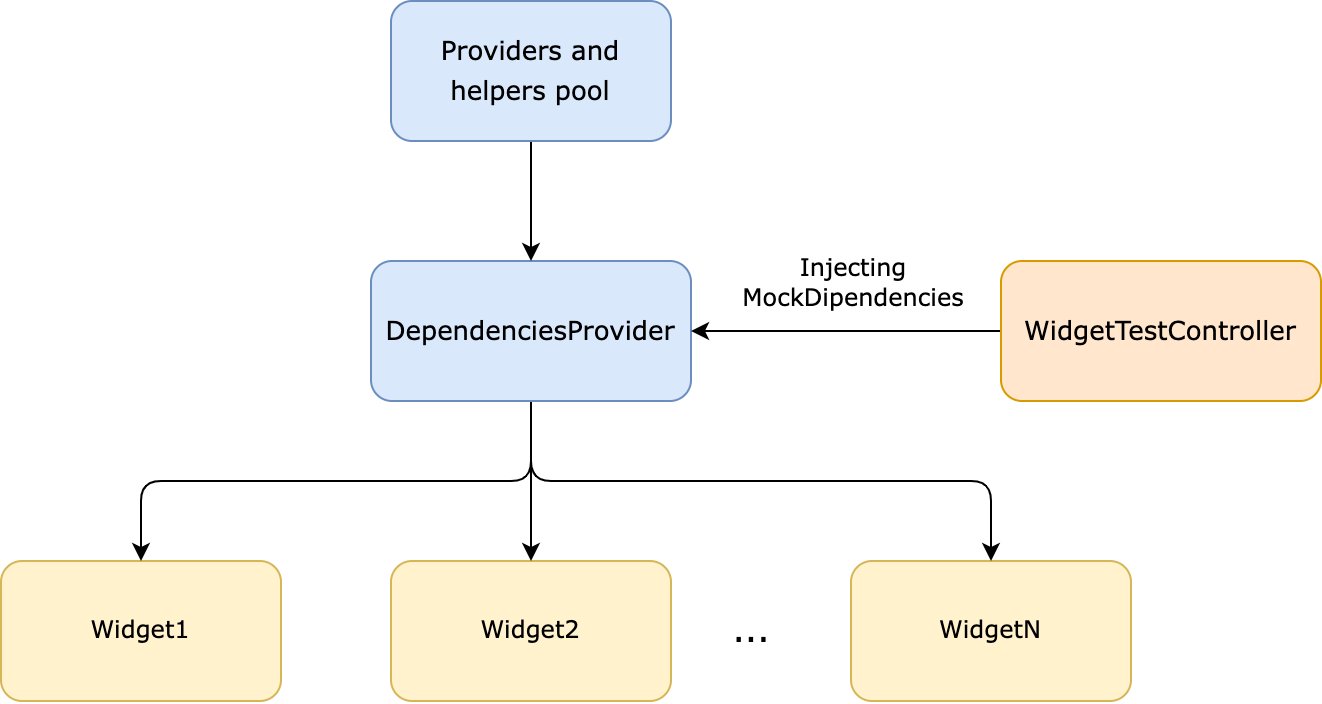 Providers and
helpers pool
Injecting
MockDipendencies
DependenciesProvider
WidgetTestController
Widget1
Widget2
...
WidgetN